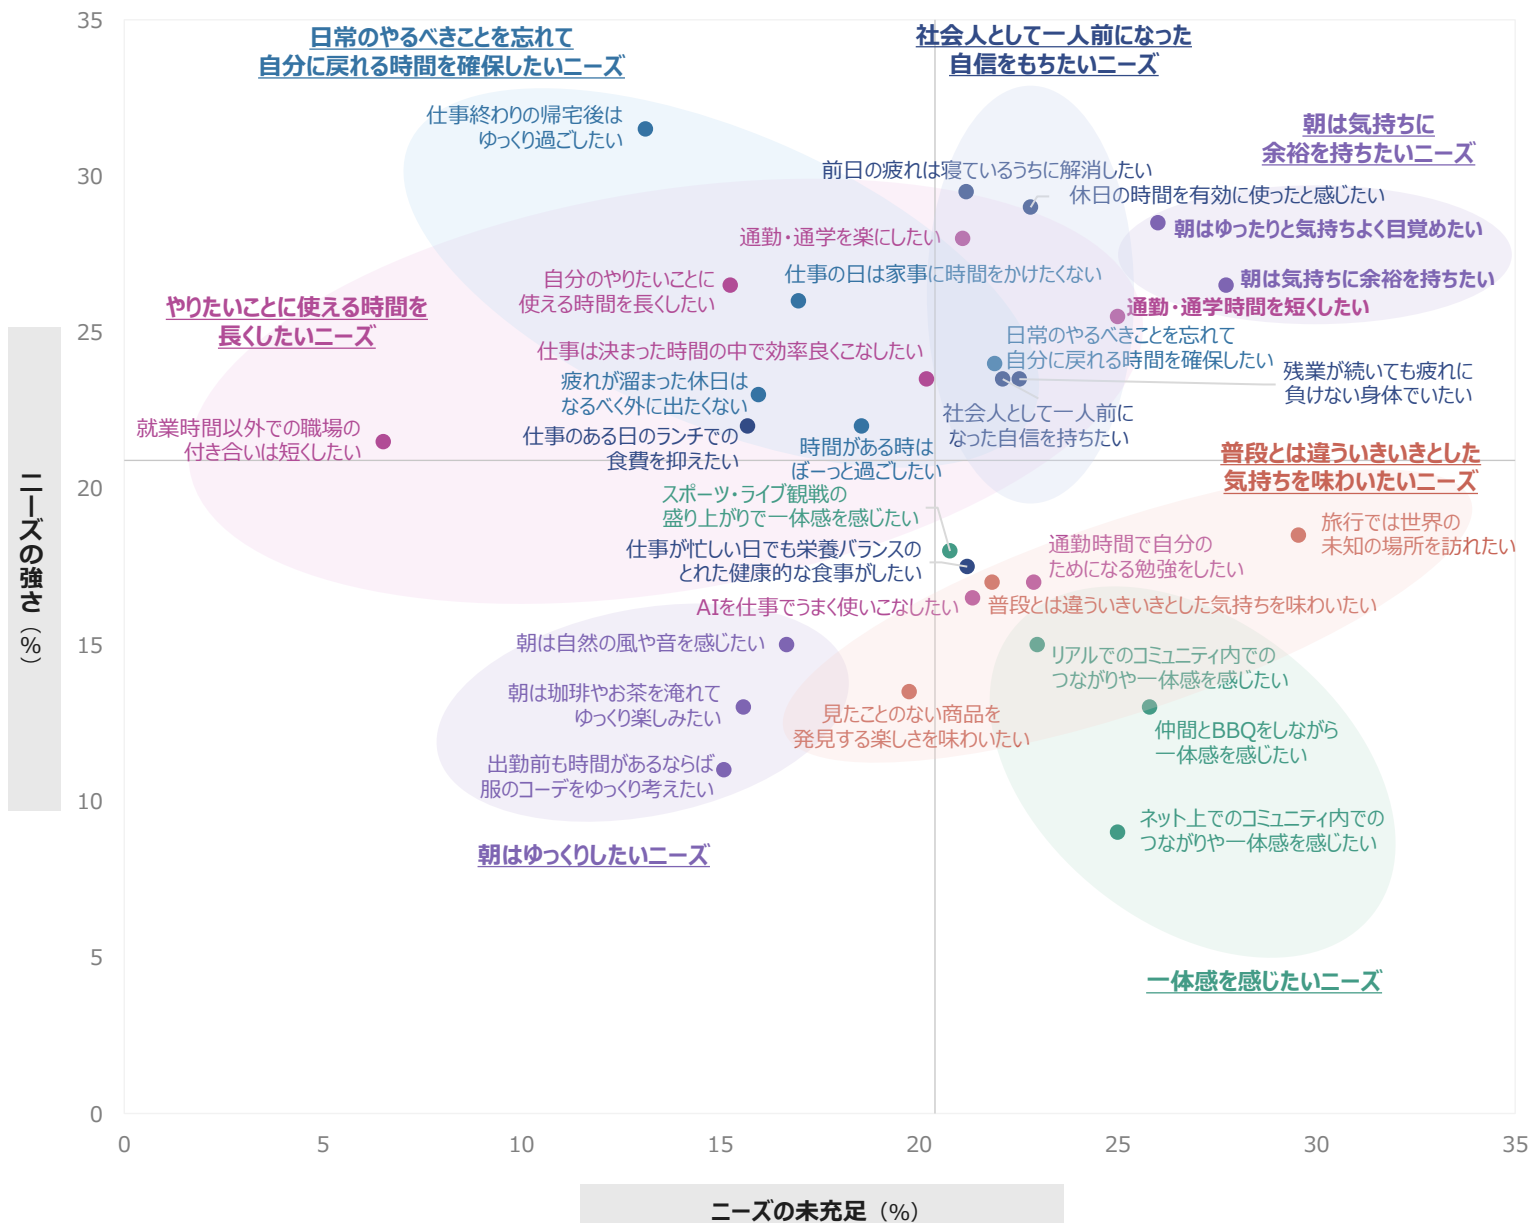 35
日常のやるべきことを忘れて
自分に戻れる時間を確保したいニーズ
社会人として一人前になった
自信をもちたいニーズ
仕事終わりの帰宅後は
ゆっくり過ごしたい
朝は気持ちに
余裕を持ちたいニーズ
30
前日の疲れは寝ているうちに解消したい
休日の時間を有効に使ったと感じたい
朝はゆったりと気持ちよく目覚めたい
通勤・通学を楽にしたい
自分のやりたいことに
使える時間を長くしたい
仕事の日は家事に時間をかけたくない
朝は気持ちに余裕を持ちたい
やりたいことに使える時間を
長くしたいニーズ
通勤・通学時間を短くしたい
25
日常のやるべきことを忘れて
自分に戻れる時間を確保したい
仕事は決まった時間の中で効率良くこなしたい
疲れが溜まった休日は
なるべく外に出たくない
残業が続いても疲れに
負けない身体でいたい
社会人として一人前に
なった自信を持ちたい
就業時間以外での職場の
付き合いは短くしたい
仕事のある日のランチでの
食費を抑えたい
時間がある時は
ぼーっと過ごしたい
普段とは違ういきいきとした
気持ちを味わいたいニーズ
20
スポーツ・ライブ観戦の
盛り上がりで一体感を感じたい
旅行では世界の
未知の場所を訪れたい
仕事が忙しい日でも栄養バランスの
とれた健康的な食事がしたい
通勤時間で自分の
ためになる勉強をしたい
AIを仕事でうまく使いこなしたい
普段とは違ういきいきとした気持ちを味わいたい
15
朝は自然の風や音を感じたい
リアルでのコミュニティ内での
つながりや一体感を感じたい
朝は珈琲やお茶を淹れて
ゆっくり楽しみたい
見たことのない商品を
発見する楽しさを味わいたい
仲間とBBQをしながら
一体感を感じたい
出勤前も時間があるならば
服のコーデをゆっくり考えたい
10
ネット上でのコミュニティ内での
つながりや一体感を感じたい
朝はゆっくりしたいニーズ
5
一体感を感じたいニーズ
0
ニーズの強さ（％）
0 5 10 15 20 25 30 35
ニーズの未充足（％）